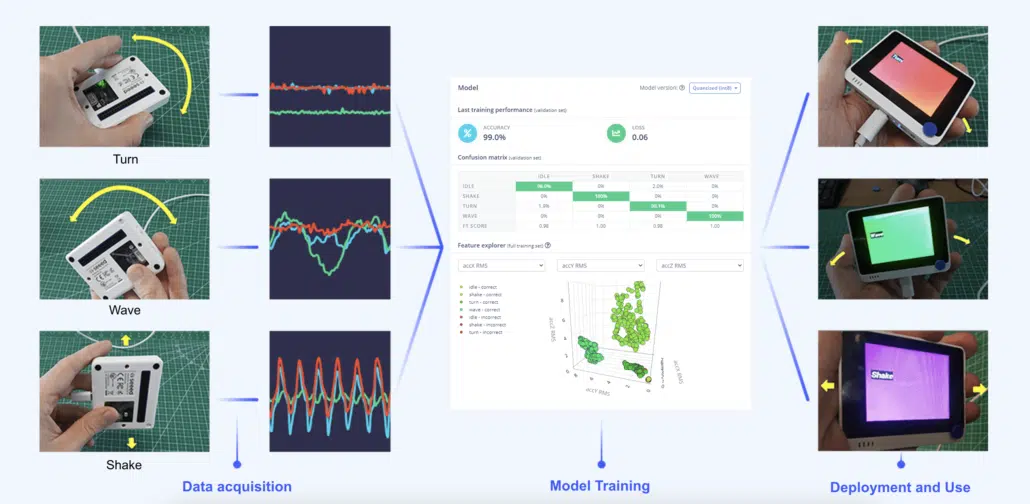 Turn
Wave
Shake
Data acquisition
Model
Model version: Quantized (int8)
Last training performance (validation set)
ACCURACY
99.0%
LOSS
0.06
Confusion matrix (validation set)
IDLE SHAKE TURN WAVE
IDLE 98.0% 0% 2.0% 0%
SHAKE 0% 100% 0% 0%
TURN 0% 0%
WAVE 0% 0% 0% 100%
F1 SCORE 0.98 1.00 0.98 1.00
Feature explorer (full training set)
accX RMS accY RMS accZ RMS
idle - correct
shake - correct
turn - correct
wave - correct
idle - incorrect
shake - incorrect
turn - incorrect
accZ RMS
accY RMS
accX RMS
Model Training
Wave
Shake
Deployment and Use